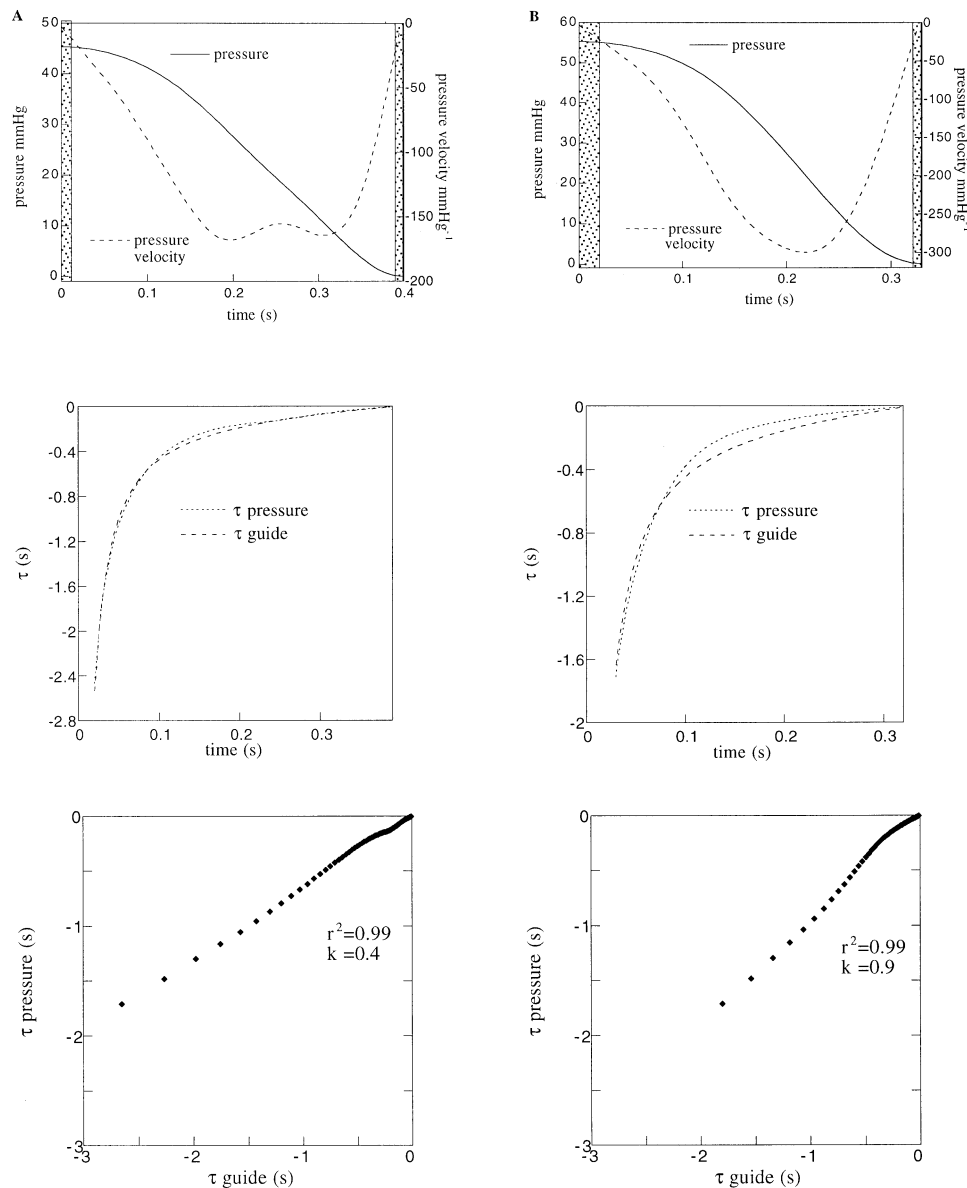 A
50
40
30
20
10
0
pressure mmHg
pressure
pressure
velocity
0
-50
-100
-150
-200
pressure velocity mmHg-1
0
0.1
0.2
0.3
0.4
time (s)
B
60
50
40
30
20
10
0
pressure mmHg
pressure
pressure
velocity
0
-50
-100
-150
-200
-250
-300
pressure velocity mmHg-1
0
0.1
0.2
0.3
time (s)
0
-0.4
-0.8
-1.2
-1.6
-2
-2.4
-2.8
τ (s)
τ pressure
τ guide
0
0.1
0.2
0.3
time (s)
0
-0.4
-0.8
-1.2
-1.6
-2
τ (s)
τ pressure
τ guide
0
0.1
0.2
0.3
time (s)
0
-1
-2
-3
τ pressure (s)
r2=0.99
k =0.4
-3
-2
-1
0
τ guide (s)
0
-1
-2
-3
τ pressure (s)
r2=0.99
k =0.9
-3
-2
-1
0
τ guide (s)